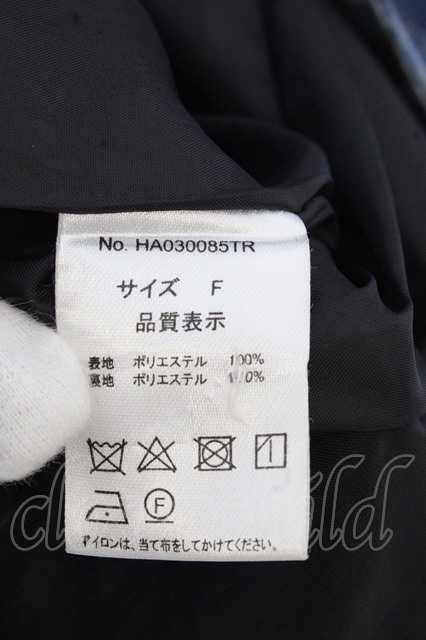 No. HA030085TR
サイズ F
品質表示
表地 ポリエステル 100%
裏地 ポリエステル
F
アイロンは、当て布をしてかけてください。